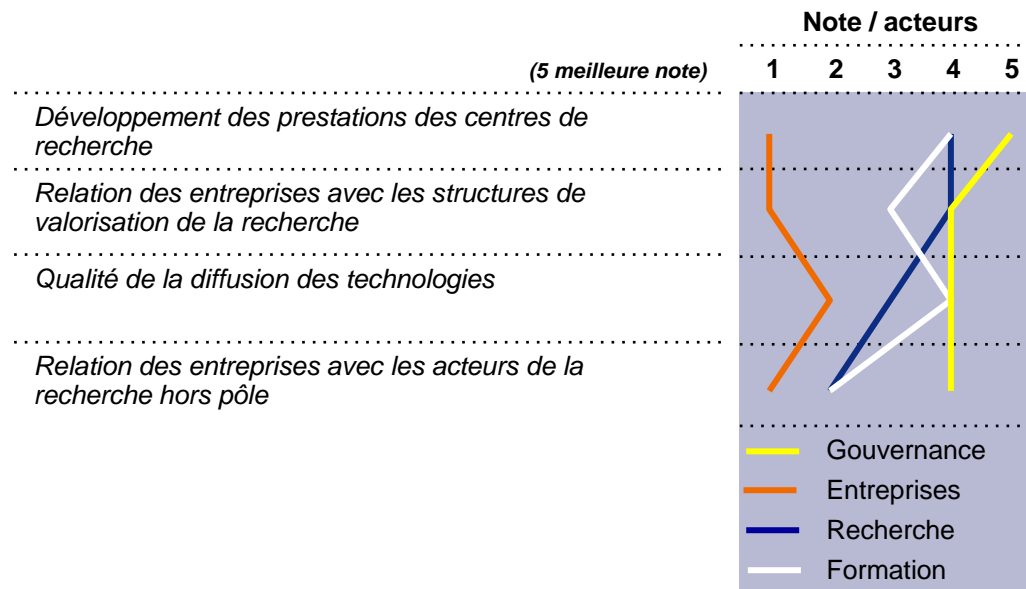 Note / acteurs
(5 meilleure note) 1 2 3 4 5
Développement des prestations des centres de
recherche
Relation des entreprises avec les structures de
valorisation de la recherche
Qualité de la diffusion des technologies
Relation des entreprises avec les acteurs de la
recherche hors pôle
Gouvernance
Entreprises
Recherche
Formation